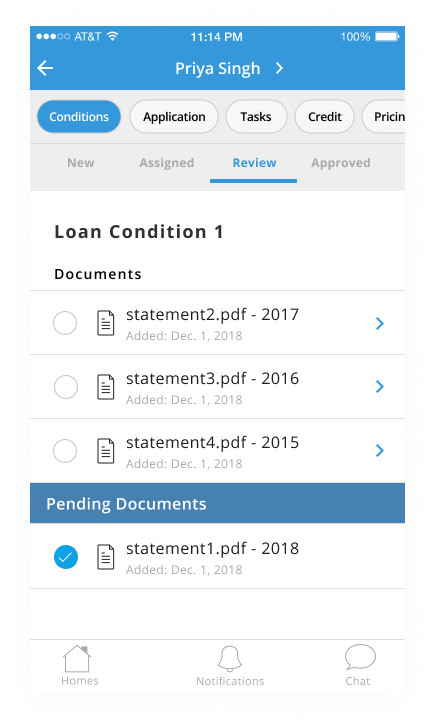 AT&T 11:14 PM 100%
Priya Singh
Conditions Application Tasks Credit Pricin
New Assigned Review Approved
Loan Condition 1
Documents
statement2.pdf - 2017
Added: Dec. 1, 2018
statement3.pdf - 2016
Added: Dec. 1, 2018
statement4.pdf - 2015
Added: Dec. 1, 2018
Pending Documents
statement1.pdf - 2018
Added: Dec. 1, 2018
Homes Notifications Chat